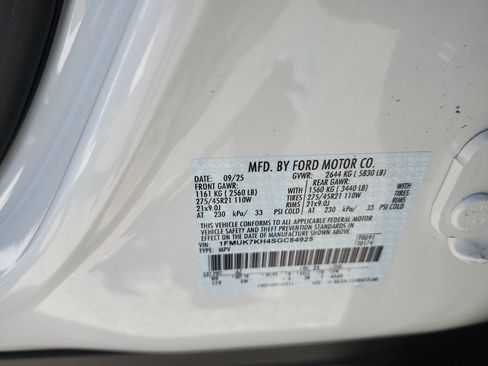 MFD. BY FORD MOTOR CO.
DATE: 09/25 GVWR: 2644 KG ( 5830 LB)
FRONT GAWR: REAR GAWR:
1161 KG ( 2560 LB) WITH 1560 KG ( 3440 LB) WITH
275/45R21 110W TIRES 275/45R21 110W TIRES
21x9.0J RIMS 21x9.0J RIMS
AT 230 kPa/ 33 PSI COLD AT 230 kPa/ 33 PSI COLD
THIS VEHICLE CONFORMS TO ALL APPLICABLE FEDERAL MOTOR
VEHICLE SAFETY AND THEFT PREVENTION STANDARDS IN EFFECT
ON THE DATE OF MANUFACTURE SHOWN ABOVE.
VIN: 1FMUK7KH4SGC84925
TYPE: MPV